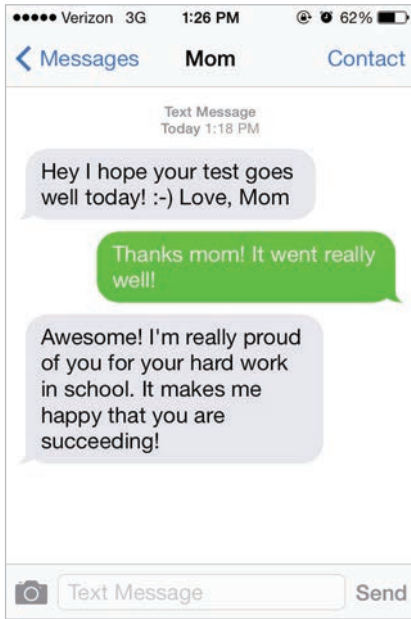 Verizon 3G 1:26 PM 62%
Messages Mom Contact
Text Message
Today 1:18 PM
Hey I hope your test goes
well today! :-) Love, Mom
Thanks mom! It went really
well!
Awesome! I'm really proud
of you for your hard work
in school. It makes me
happy that you are
succeeding!
Text Message Send